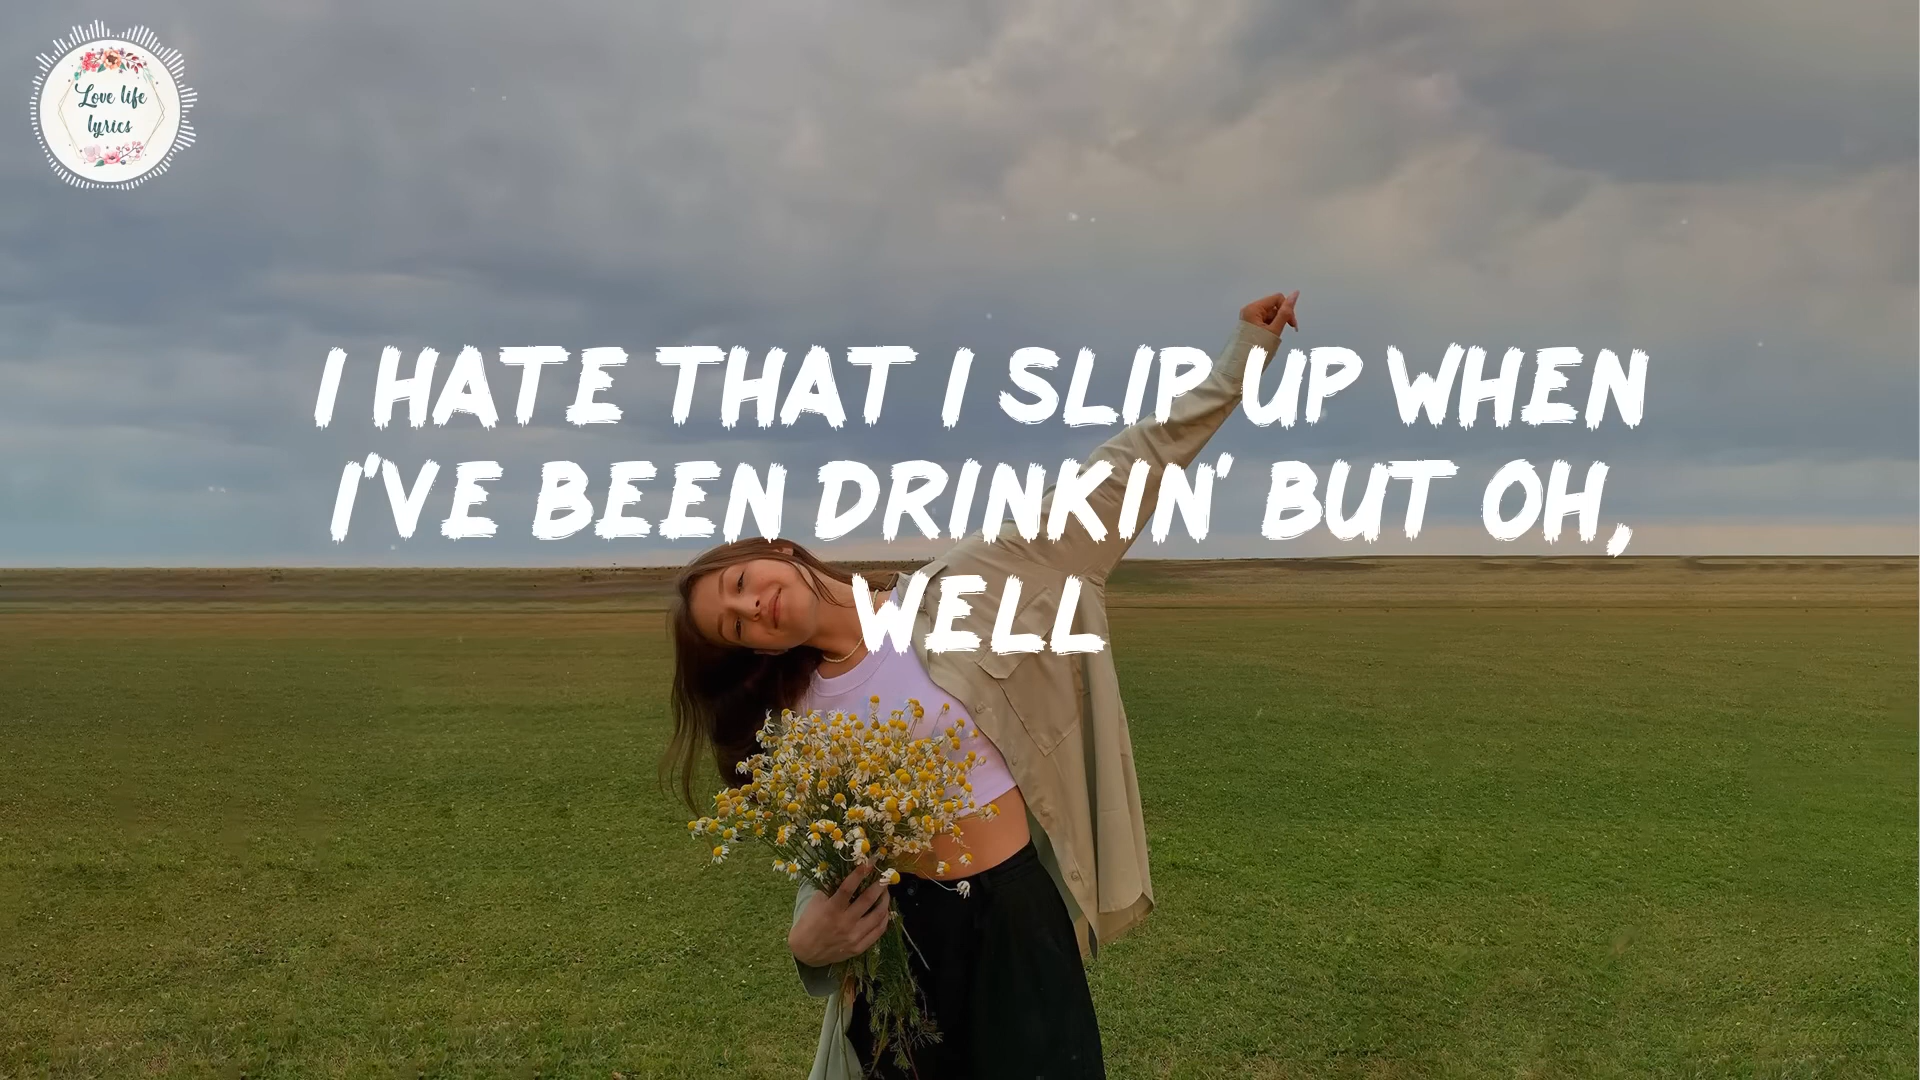 Love life
lyrics
I HATE THAT I SLIP UP WHEN
I'VE BEEN DRINKIN' BUT OH,
WELL